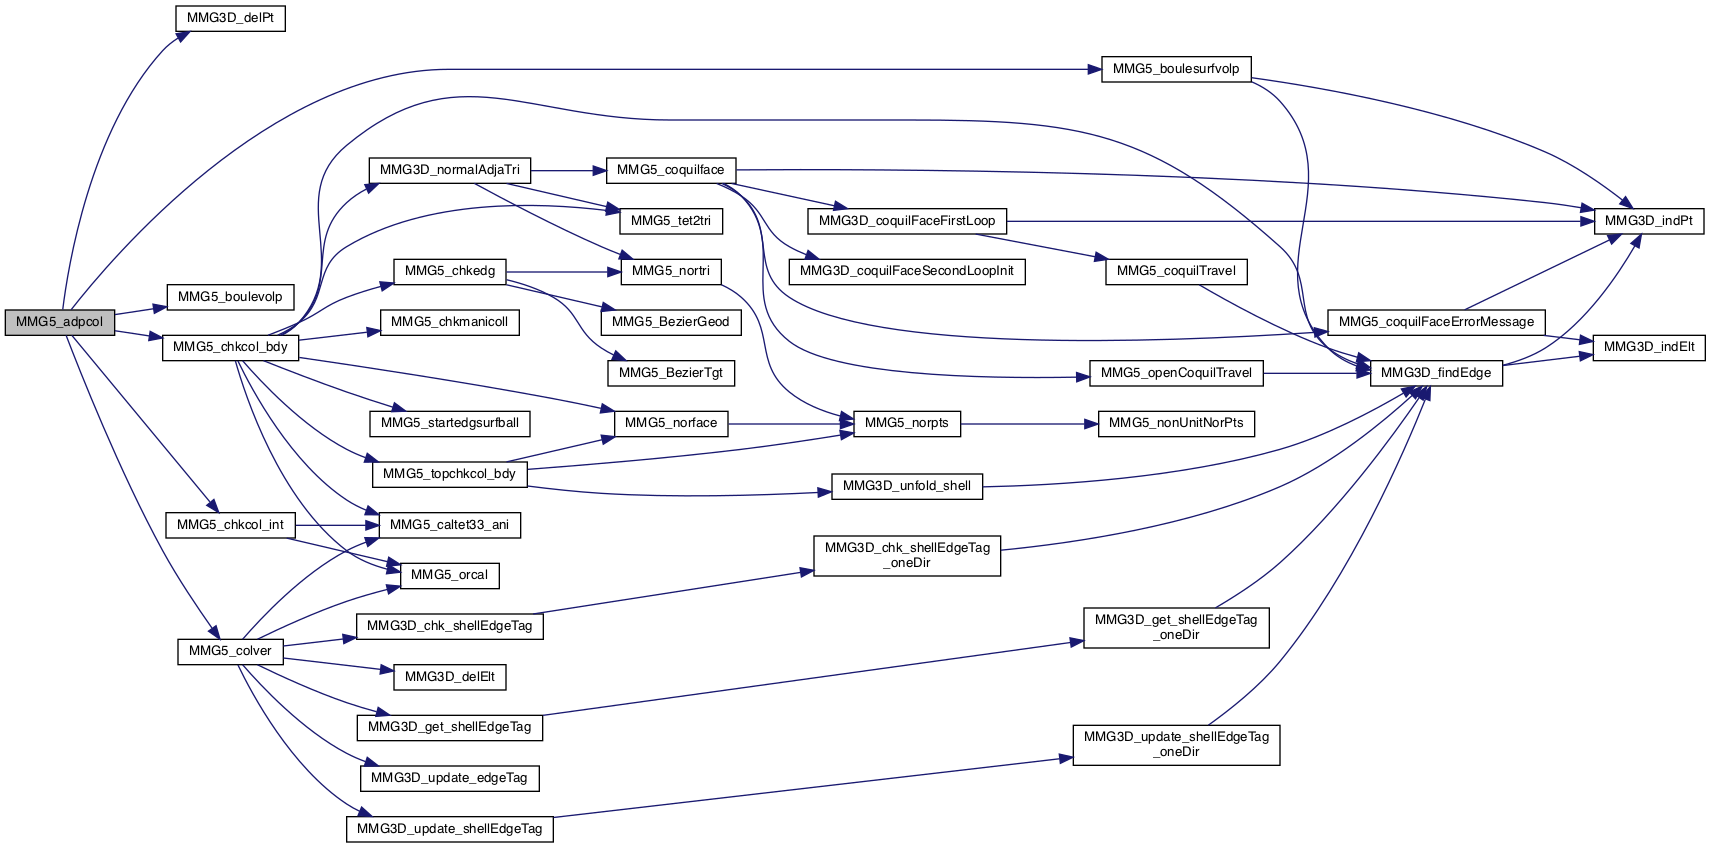 MMG3D_delPt
MMG5_boulesurfvolp
MMG3D_normalAdjaTri
MMG5_coquilface
MMG5_tet2tri
MMG3D_coquilFaceFirstLoop
MMG3D_indPt
MMG5_chkedg
MMG5_nortri
MMG3D_coquilFaceSecondLoopInit
MMG5_coquilTravel
MMG5_adpcol
MMG5_boulevolp
MMG5_chkcol_bdy
MMG5_chkmanicoll
MMG5_BezierGeod
MMG5_coquilFaceErrorMessage
MMG3D_indElt
MMG5_BezierTgt
MMG5_openCoquilTravel
MMG3D_findEdge
MMG5_startedgsurfball
MMG5_norface
MMG5_norpts
MMG5_nonUnitNorPts
MMG5_topchkcol_bdy
MMG3D_unfold_shell
MMG5_chkcol_int
MMG5_caltet33_ani
MMG3D_chk_shellEdgeTag
_oneDir
MMG5_orcal
MMG3D_chk_shellEdgeTag
MMG3D_get_shellEdgeTag
_oneDir
MMG5_colver
MMG3D_delElt
MMG3D_get_shellEdgeTag
MMG3D_update_shellEdgeTag
_oneDir
MMG3D_update_edgeTag
MMG3D_update_shellEdgeTag